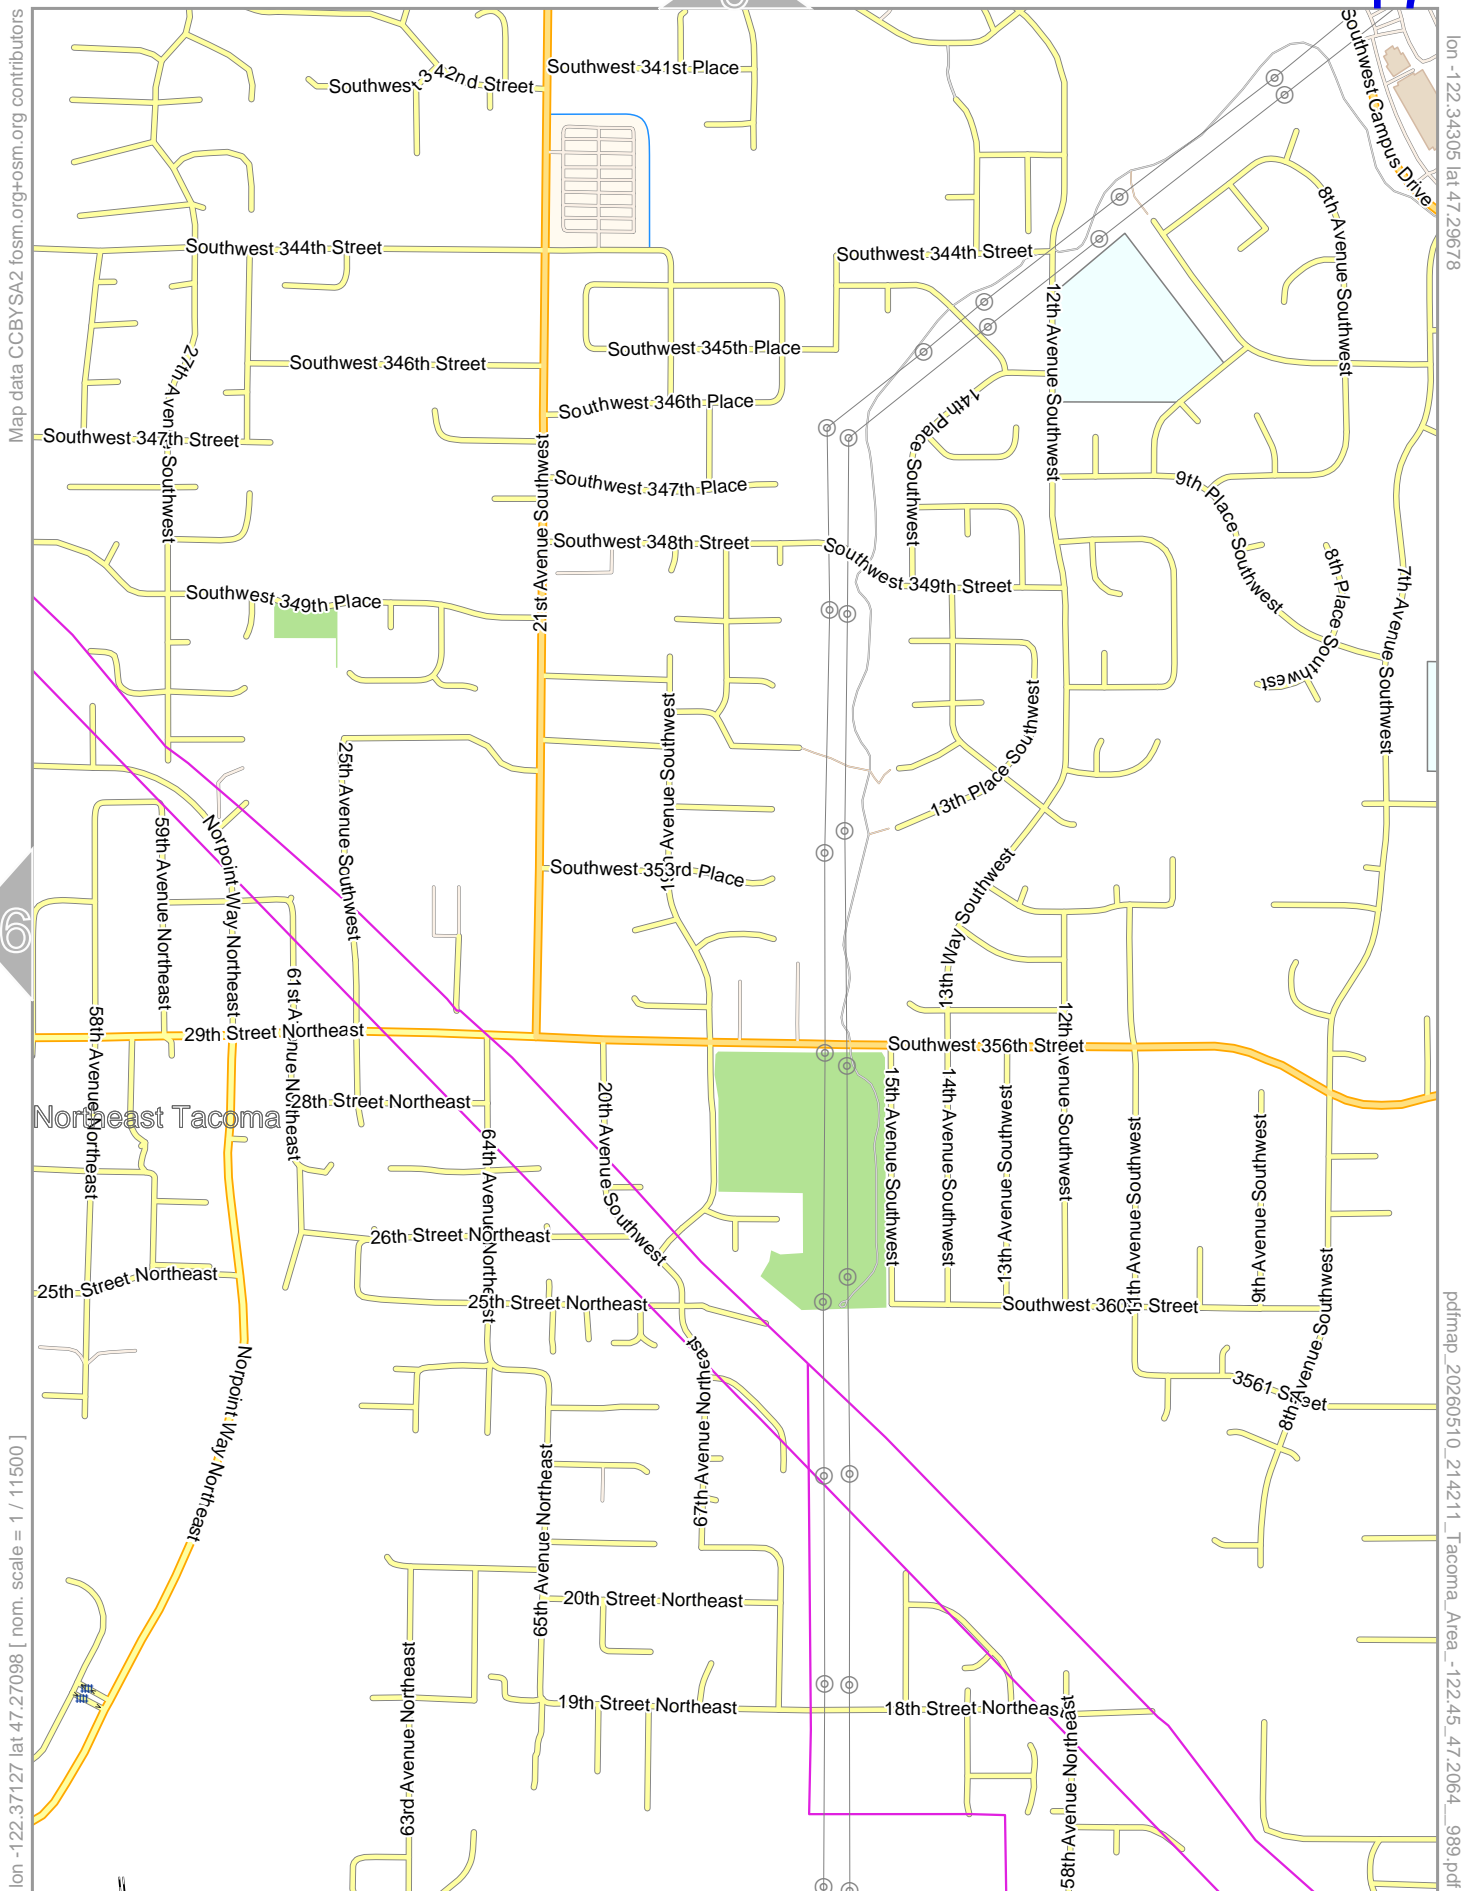 Map data CCBYSA2 fosm.org+osm.org contributors
lon -122.37127 lat 47.27098 [ nom. scale = 1 / 11500 ]
lon -122.34305 lat 47.29678
pdfmap_20260510_214211_Tacoma_Area_-122.45_47.2064__989.pdf
6
Southwest 341st Place
Southwest 342nd Street
Southwest Campus Drive
8th Avenue Southwest
Southwest 344th Street
Southwest 344th Street
12th Avenue Southwest
27th Avenue Southwest
Southwest 346th Street
Southwest 345th Place
Southwest 346th Place
14th Place Southwest
Southwest 347th Street
21st Avenue Southwest
Southwest 347th Place
9th Place Southwest
Southwest 348th Street
Southwest 349th Street
8th Place Southwest
7th Avenue Southwest
Southwest 349th Place
13th Place Southwest
25th Avenue Southwest
Southwest 353rd Place
59th Avenue Northeast
Norpoint Way Northeast
13th Way Southwest
61st Avenue Northeast
58th Avenue Northeast
29th Street Northeast
12th Avenue Southwest
Southwest 356th Street
28th Street Northeast
Northeast Tacoma
20th Avenue Southwest
64th Avenue Northeast
15th Avenue Southwest
14th Avenue Southwest
13th Avenue Southwest
11th Avenue Southwest
9th Avenue Southwest
26th Street Northeast
25th Street Northeast
25th Street Northeast
Southwest 360th Street
8th Avenue Southwest
67th Avenue Northeast
Norpoint Way Northeast
3561 Street
65th Avenue Northeast
20th Street Northeast
63rd Avenue Northeast
19th Street Northeast
18th Street Northeast
58th Avenue Northeast